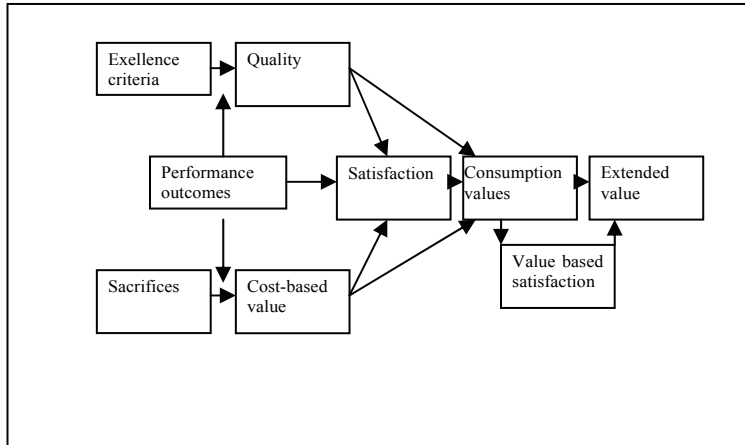 Exellence
criteria
Quality
Performance
outcomes
Satisfaction
Consumption
values
Extended
value
Value based
satisfaction
Sacrifices
Cost-based
value